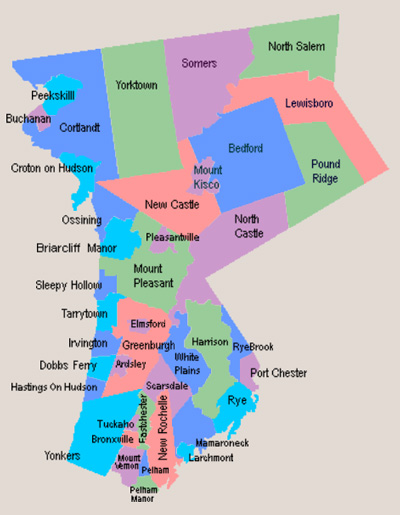 North Salem
Somers
Yorktown
Peekskilll
Lewisboro
Buchanan
Cortlandt
Bedford
Croton on Hudson
Mount
Kisco
Pound
Ridge
New Castle
Ossining
North
Castle
Pleasantville
Briarcliff Manor
Mount
Pleasant
Sleepy Hollow
Tarrytown
Elmsford
Irvington
Greenburgh
Harrison
RyeBrook
White
Plains
Dobbs Ferry
Ardsley
Port Chester
Hastings On Hudson
Scarsdale
Rye
Eastchester
New Rochelle
Tuckaho
Bronxville
Mamaroneck
Yonkers
Mount
Vernon
Larchmont
Pelham
Pelham
Manor